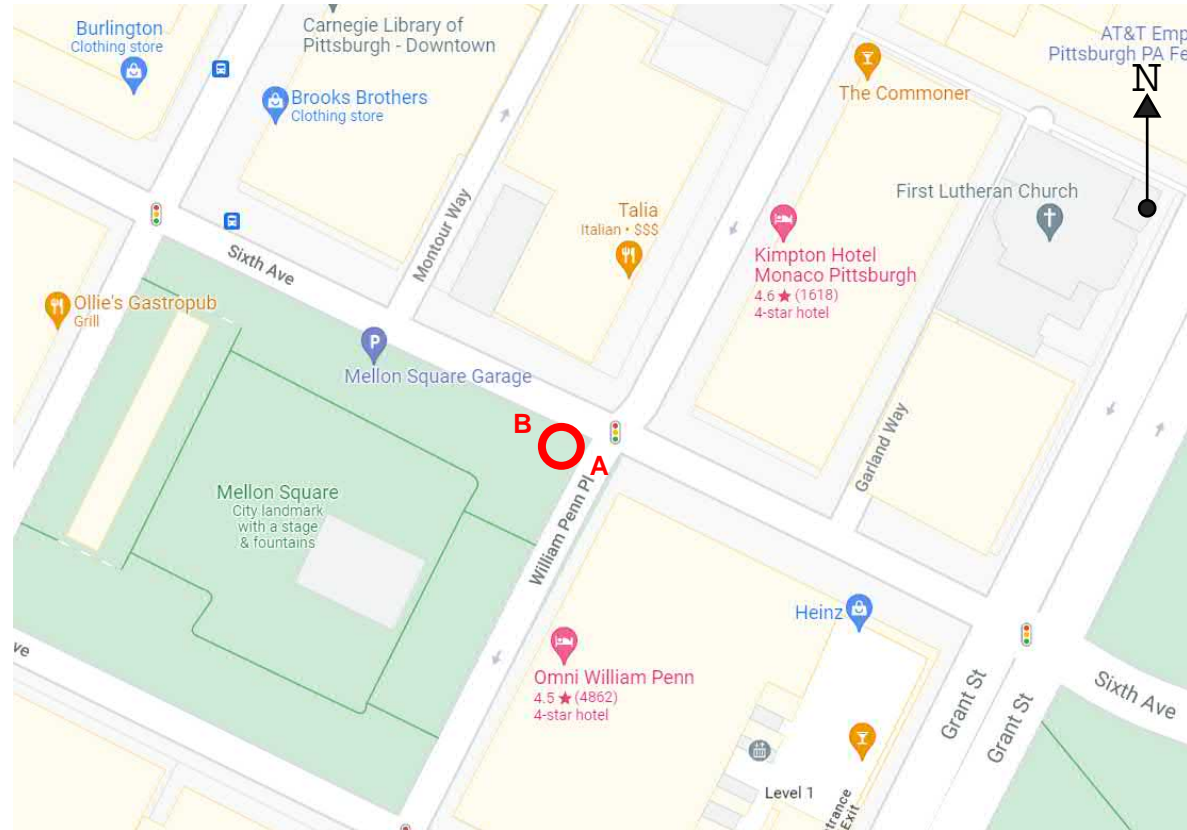 Burlington
Clothing store
Carnegie Library of
Pittsburgh - Downtown
AT&T Emp
Pittsburgh PA Fe
N
Brooks Brothers
Clothing store
The Commoner
Montour Way
First Lutheran Church
Talia
Italian • $$$
Kimpton Hotel
Monaco Pittsburgh
4.6 ★ (1618)
4-star hotel
Sixth Ave
Ollie's Gastropub
Grill
P
Mellon Square Garage
B
A
Garland Way
Mellon Square
City landmark
with a stage
& fountains
William Penn Pl
Heinz
ve
Omni William Penn
4.5 ★ (4862)
4-star hotel
Grant St
Grant St
Sixth Ave
Level 1
trance
Exit